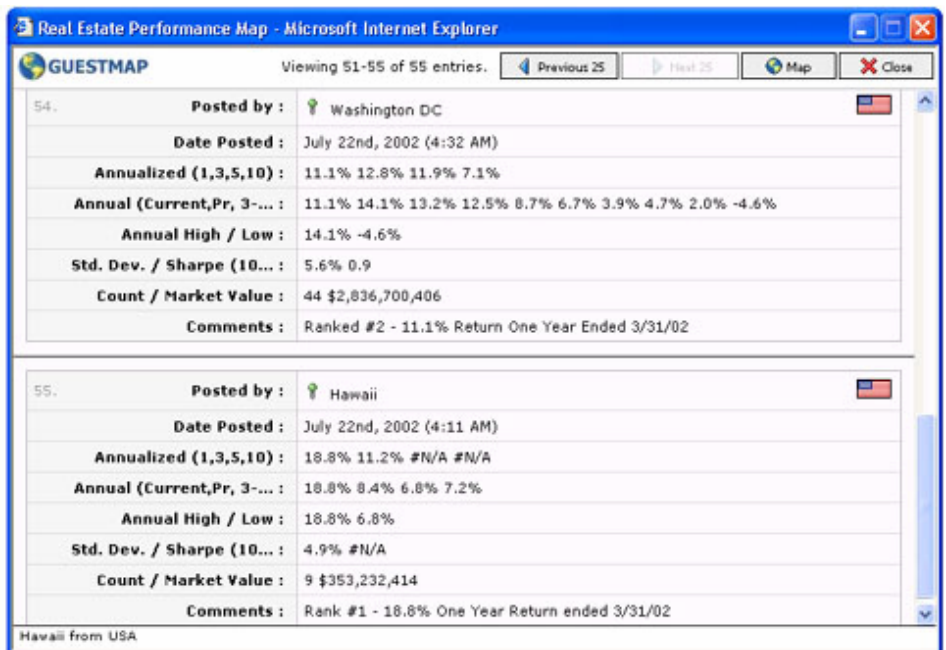 Real Estate Performance Map - Microsoft Internet Explorer
GUESTMAP Viewing 51-55 of 55 entries. Previous 25 Next 25 Map Close
54. Posted by : Washington DC
Date Posted : July 22nd, 2002 (4:32 AM)
Annualized (1,3,5,10) : 11.1% 12.8% 11.9% 7.1%
Annual (Current,Pr, 3-... : 11.1% 14.1% 13.2% 12.5% 8.7% 6.7% 3.9% 4.7% 2.0% -4.6%
Annual High / Low : 14.1% -4.6%
Std. Dev. / Sharpe (10... : 5.6% 0.9
Count / Market Value : 44 $2,836,700,406
Comments : Ranked #2 - 11.1% Return One Year Ended 3/31/02
55. Posted by : Hawaii
Date Posted : July 22nd, 2002 (4:11 AM)
Annualized (1,3,5,10) : 18.8% 11.2% #N/A #N/A
Annual (Current,Pr, 3-... : 18.8% 8.4% 6.8% 7.2%
Annual High / Low : 18.8% 6.8%
Std. Dev. / Sharpe (10... : 4.9% #N/A
Count / Market Value : 9 $353,232,414
Comments : Rank #1 - 18.8% One Year Return ended 3/31/02
Hawaii from USA